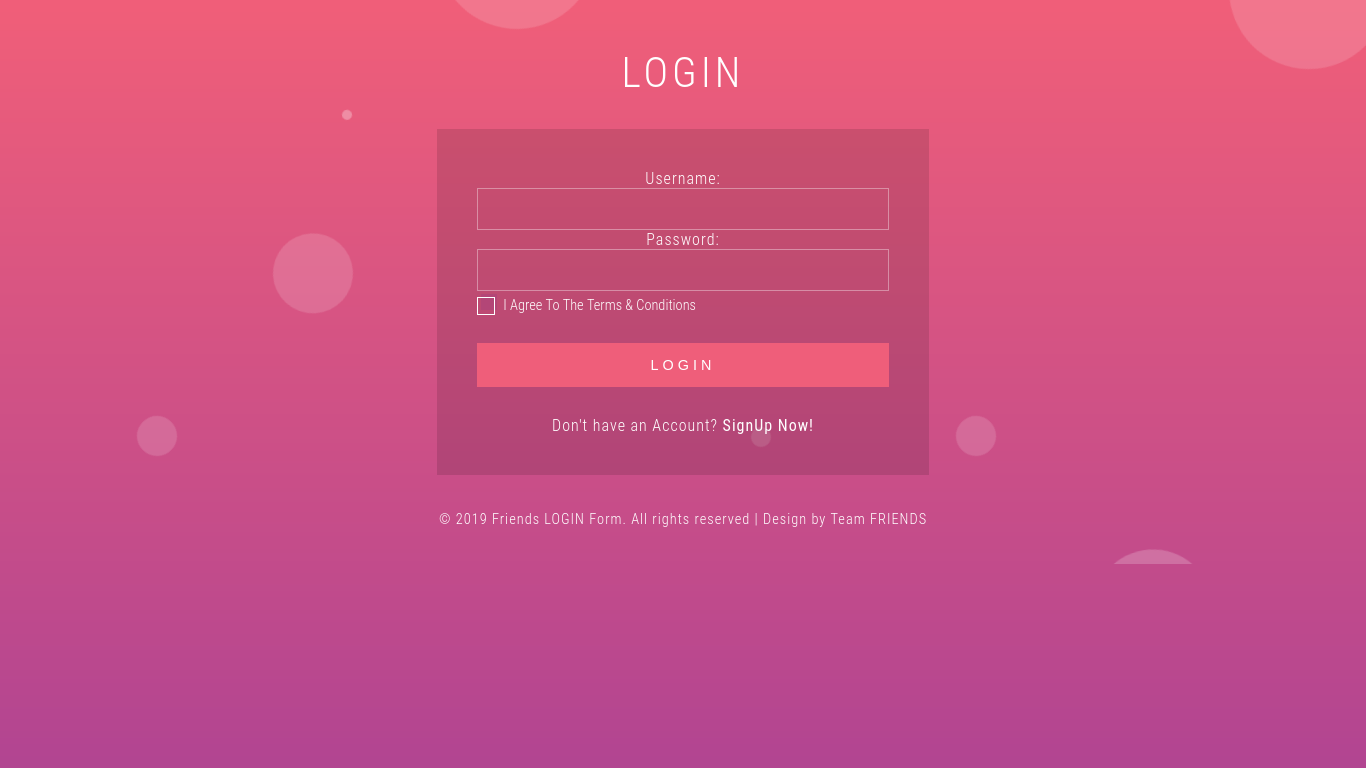 LOGIN
Username:
Password:
I Agree To The Terms & Conditions
LOGIN
Don't have an Account? SignUp Now!
© 2019 Friends LOGIN Form. All rights reserved | Design by Team FRIENDS